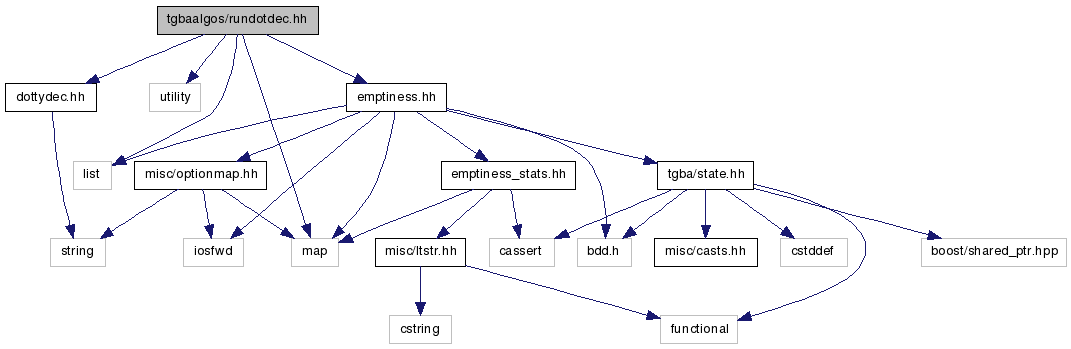 tgbaalgos/rundotdec.hh
dottydec.hh
utility
emptiness.hh
list
misc/optionmap.hh
emptiness_stats.hh
tgba/state.hh
string
iosfwd
map
misc/ltstr.hh
cassert
bdd.h
misc/casts.hh
cstddef
boost/shared_ptr.hpp
cstring
functional